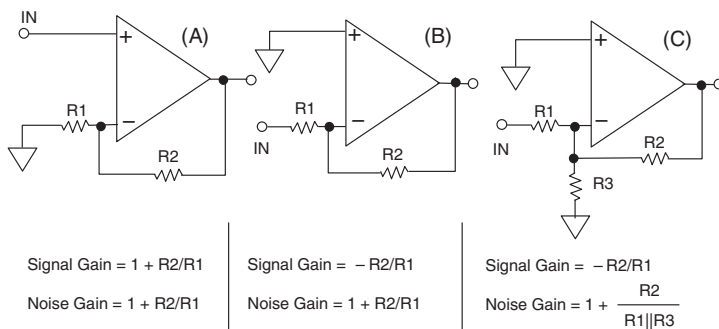 IN
+
(A)
R1
−
R2
+
(B)
R1
−
IN
R2
+
(C)
R1
−
IN
R2
R3
Signal Gain = 1 + R2/R1
Noise Gain = 1 + R2/R1
Signal Gain = − R2/R1
Noise Gain = 1 + R2/R1
Signal Gain = −R2/R1
Noise Gain = 1 + R2
R1||R3